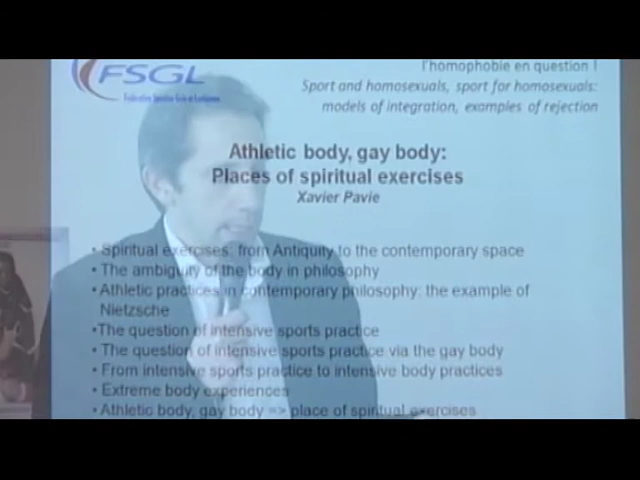 FSGL
l'homophobie en question !
Sport and homosexuals, sport for homosexuals:
models of integration, examples of rejection
Athletic body, gay body:
Places of spiritual exercises
Xavier Pavie
• Spiritual exercises: from Antiquity to the contemporary space
• The ambiguity of the body in philosophy
• Athletic practices in contemporary philosophy: the example of
Nietzsche
•The question of intensive sports practice
• The question of intensive sports practice via the gay body
• From intensive sports practice to intensive body practices
• Extreme body experiences
• Athletic body, gay body => place of spiritual exercises